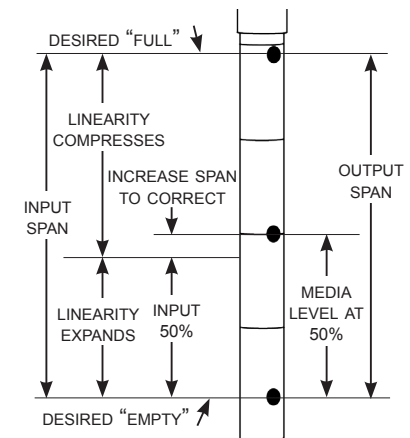 DESIRED “FULL”
LINEARITY
COMPRESSES
INCREASE SPAN
TO CORRECT
INPUT
SPAN
OUTPUT
SPAN
LINEARITY
EXPANDS
INPUT
50%
MEDIA
LEVEL AT
50%
DESIRED “EMPTY”